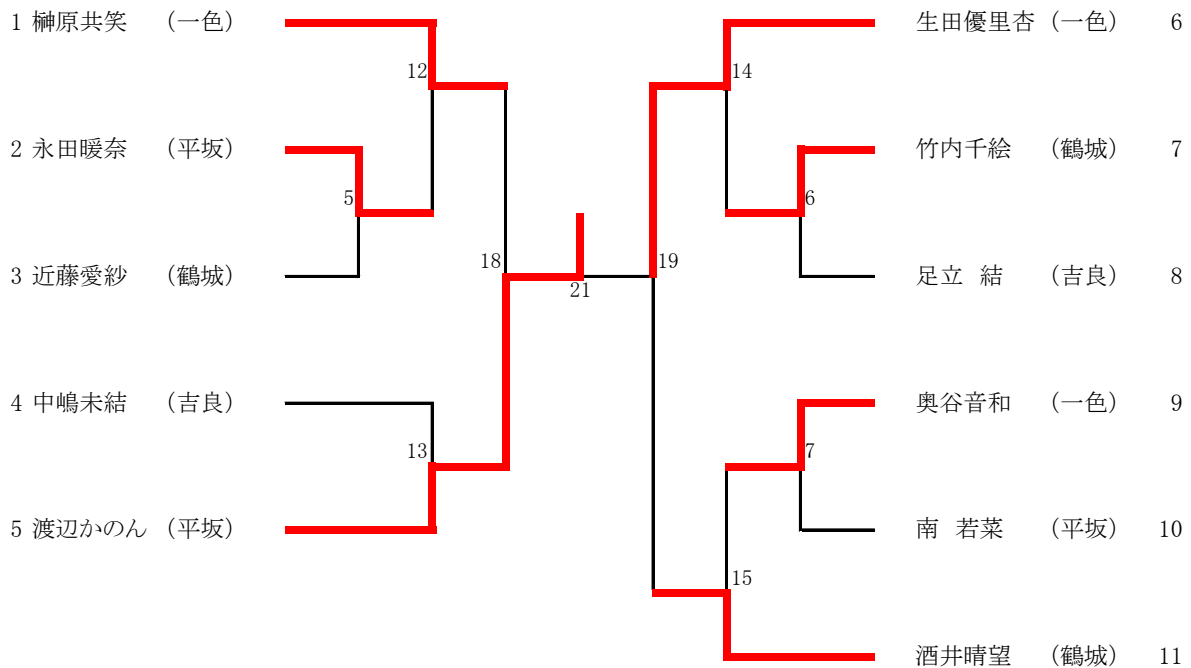 1 榊原共笑 （一色）
生田優里杏 （一色） 6
12
14
2 永田暖奈 （平坂）
竹内千絵 （鶴城） 7
5
6
18
19
3 近藤愛紗 （鶴城）
足立 結 （吉良） 8
21
4 中嶋未結 （吉良）
奥谷音和 （一色） 9
13
7
5 渡辺かのん （平坂）
南 若菜 （平坂） 10
15
酒井晴望 （鶴城） 11